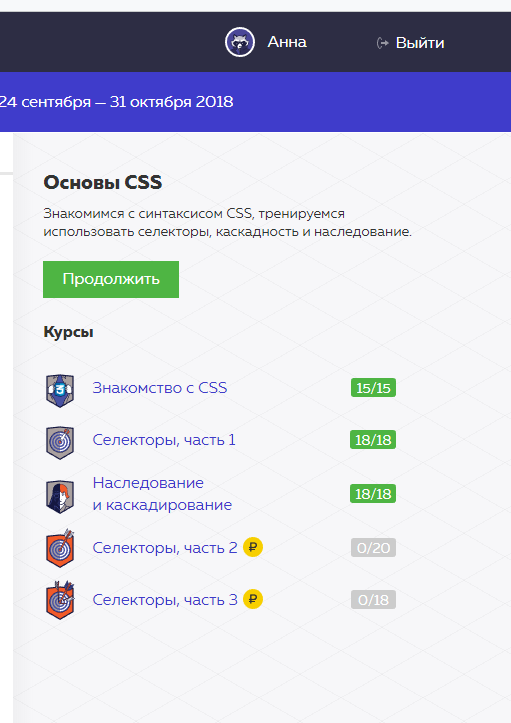 Анна
Выйти
24 сентября — 31 октября 2018
Основы CSS
Знакомимся с синтаксисом CSS, тренируемся
использовать селекторы, каскадность и наследование.
Продолжить
Курсы
Знакомство с CSS 15/15
Селекторы, часть 1 18/18
Наследование
и каскадирование 18/18
Селекторы, часть 2 ₽ 0/20
Селекторы, часть 3 ₽ 0/18